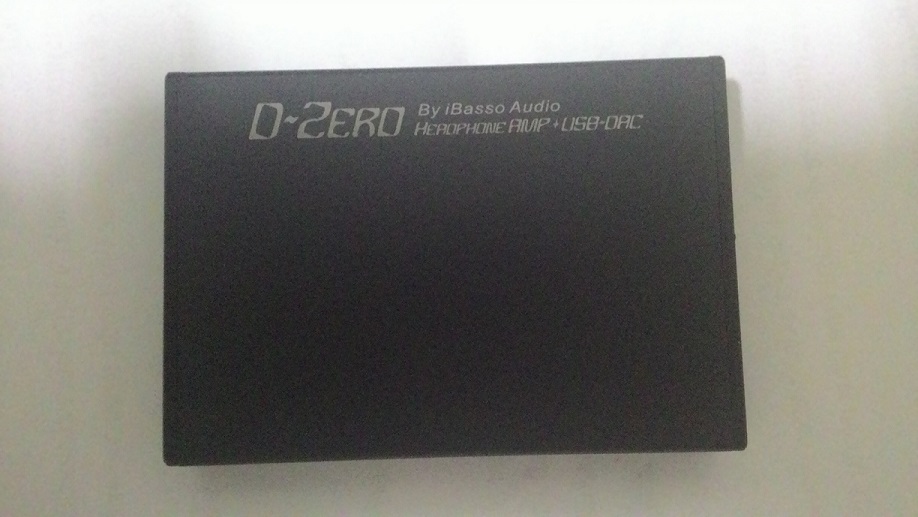 D-ZERO By iBasso Audio
HEADPHONE AMP+USB-DAC